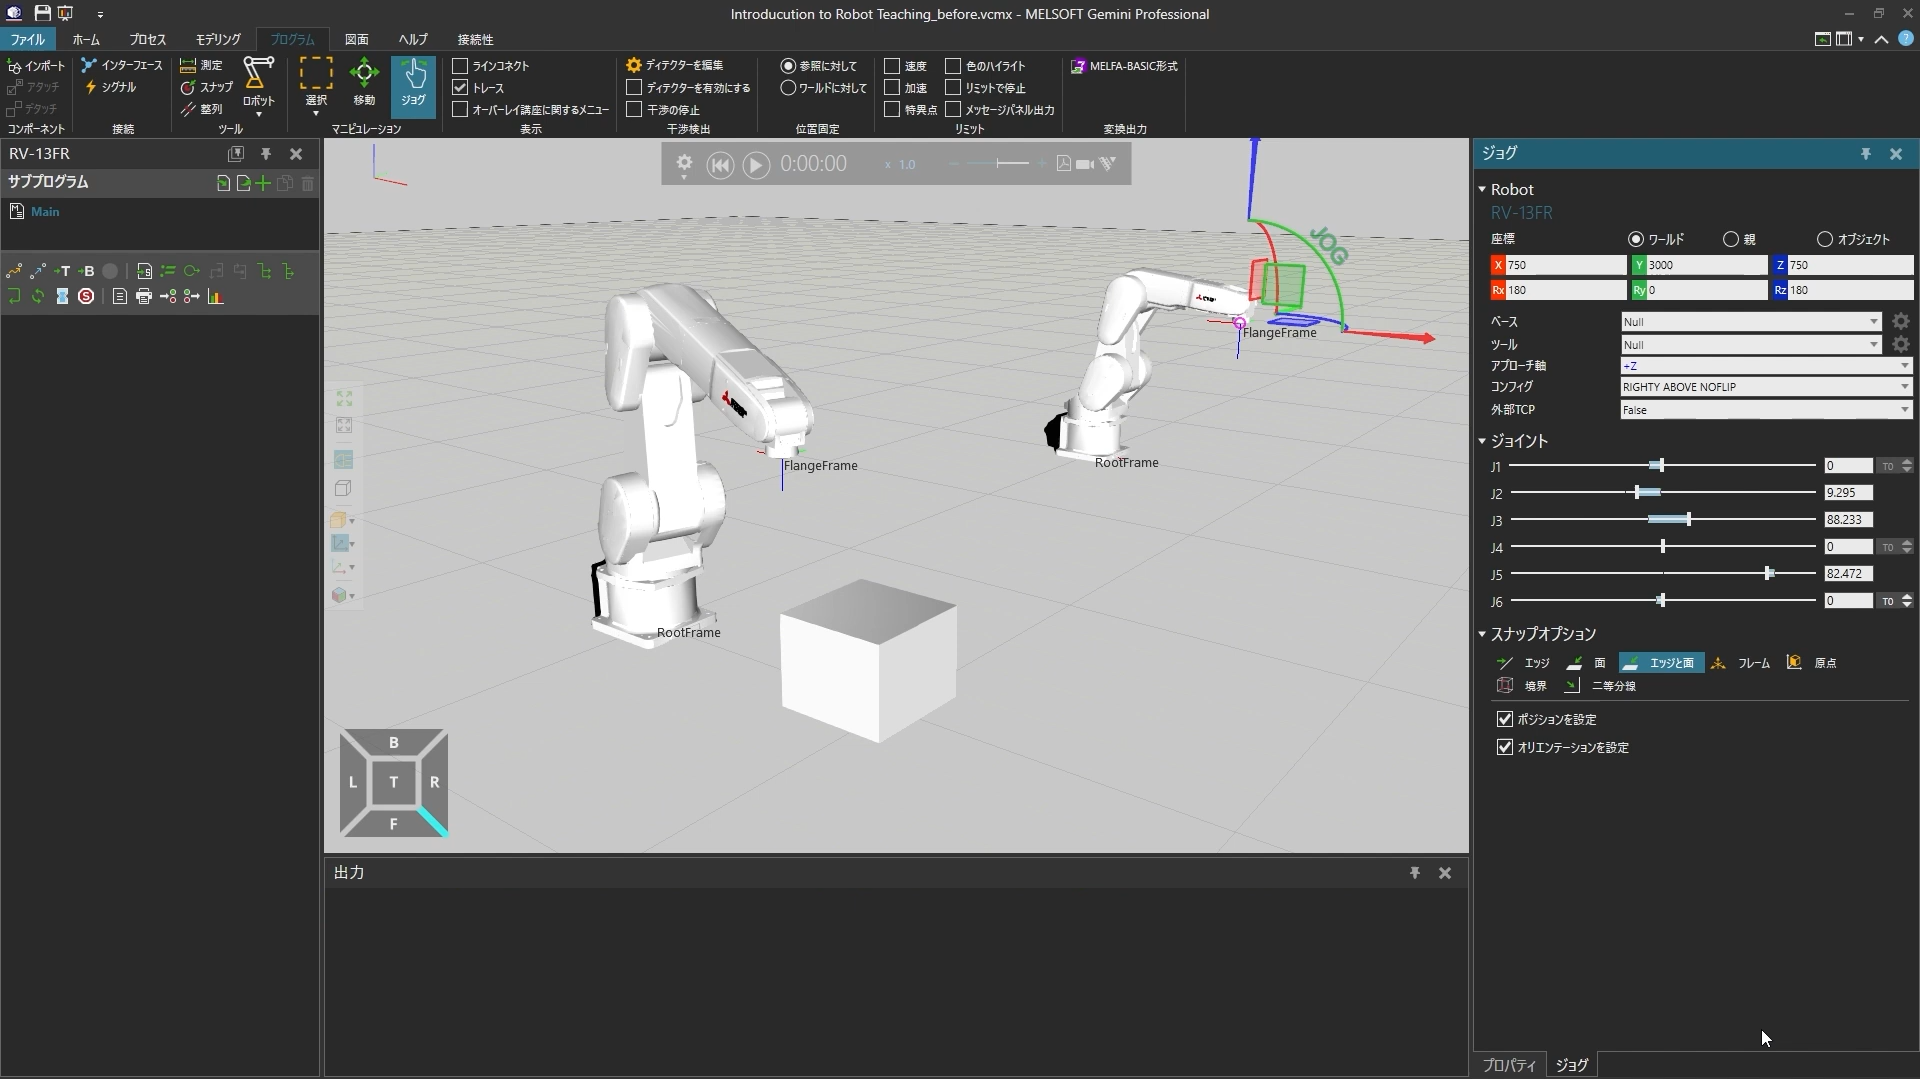 Introducution to Robot Teaching_before.vcmx - MELSOFT Gemini Professional
ファイル ホーム プロセス モデリング プログラム 図面 ヘルプ 接続性
インポート インターフェース 測定 ラインコネクト ディテクターを編集 参照に対して 速度 色のハイライト MELFA-BASIC形式
アタッチ シグナル スナップ ロボット 選択 移動 ジョグ トレース ディテクターを有効にする ワールドに対して 加速 リミットで停止
デタッチ 整列 オーバーレイ講座に関するメニュー 干渉の停止 特異点 メッセージパネル出力
コンポーネント 接続 ツール マニピュレーション 表示 干渉検出 位置固定 リミット 変換出力
RV-13FR
サブプログラム
Main
0:00:00 x 1.0
JOG
FlangeFrame
RootFrame
FlangeFrame
RootFrame
B
L T R
F
出力
ジョグ
Robot
RV-13FR
座標 ワールド 親 オブジェクト
X 750 Y 3000 Z 750
Rx 180 Ry 0 Rz 180
ベース Null
ツール Null
アプローチ軸 +Z
コンフィグ RIGHTY ABOVE NOFLIP
外部TCP False
ジョイント
J1 0 T0
J2 9.295
J3 88.233
J4 0 T0
J5 82.472
J6 0 T0
スナップオプション
エッジ 面 エッジと面 フレーム 原点
境界 二等分線
ポジションを設定
オリエンテーションを設定
プロパティ ジョグ